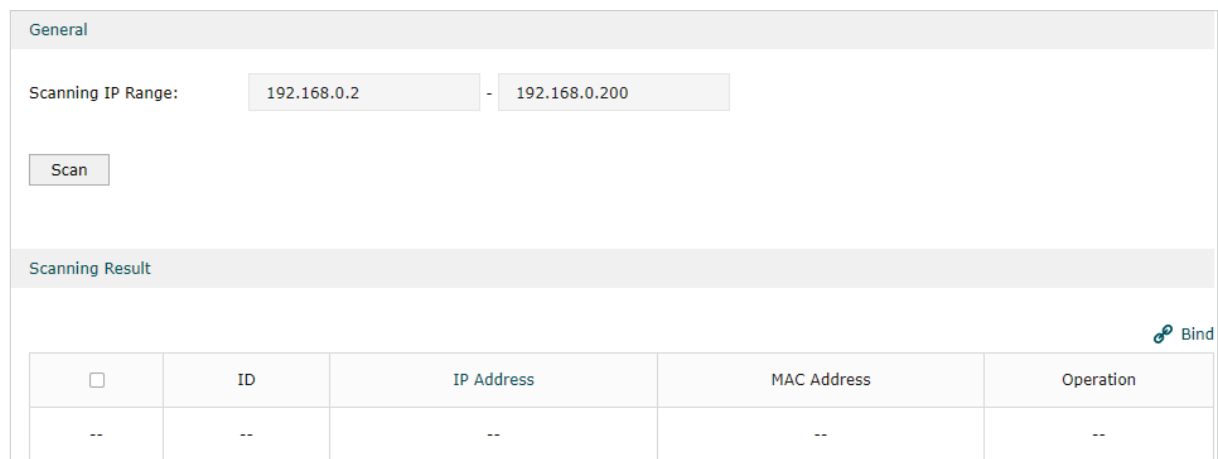 General
Scanning IP Range: 192.168.0.2 - 192.168.0.200
Scan
Scanning Result
Bind
ID IP Address MAC Address Operation
-- -- -- -- --